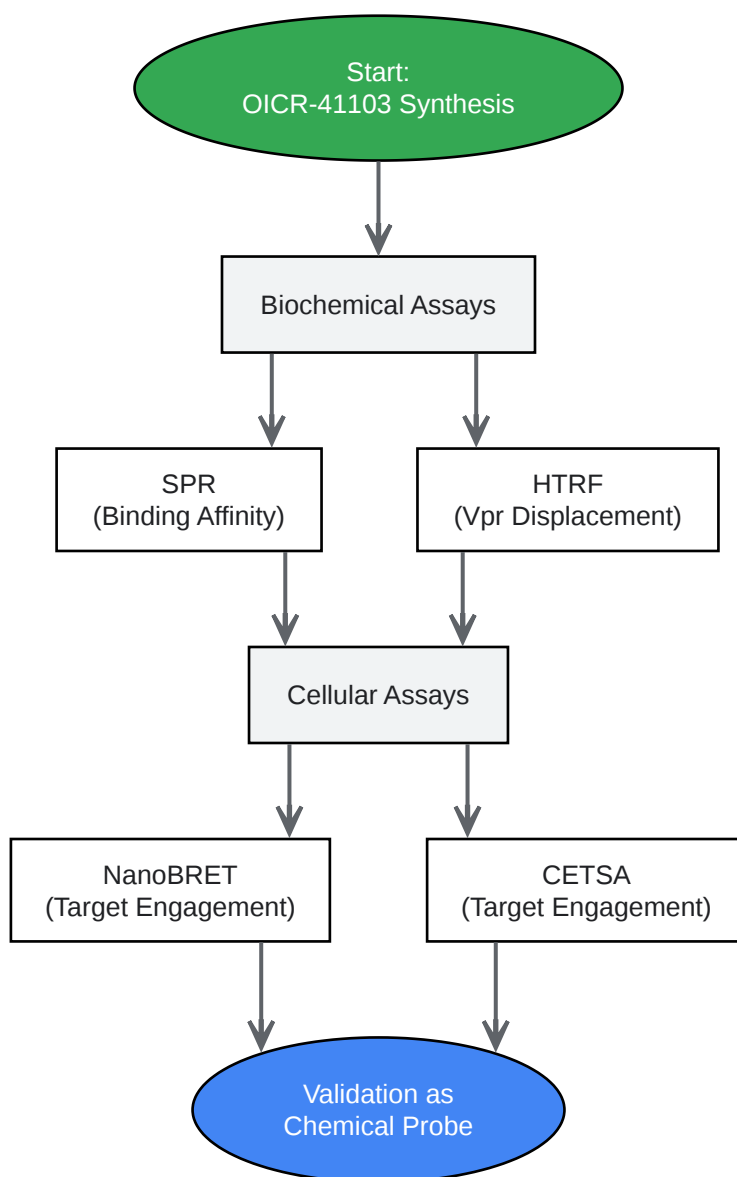 Start:
OICR-41103 Synthesis
Biochemical Assays
SPR
(Binding Affinity)
HTRF
(Vpr Displacement)
Cellular Assays
NanoBRET
(Target Engagement)
CETSA
(Target Engagement)
Validation as
Chemical Probe